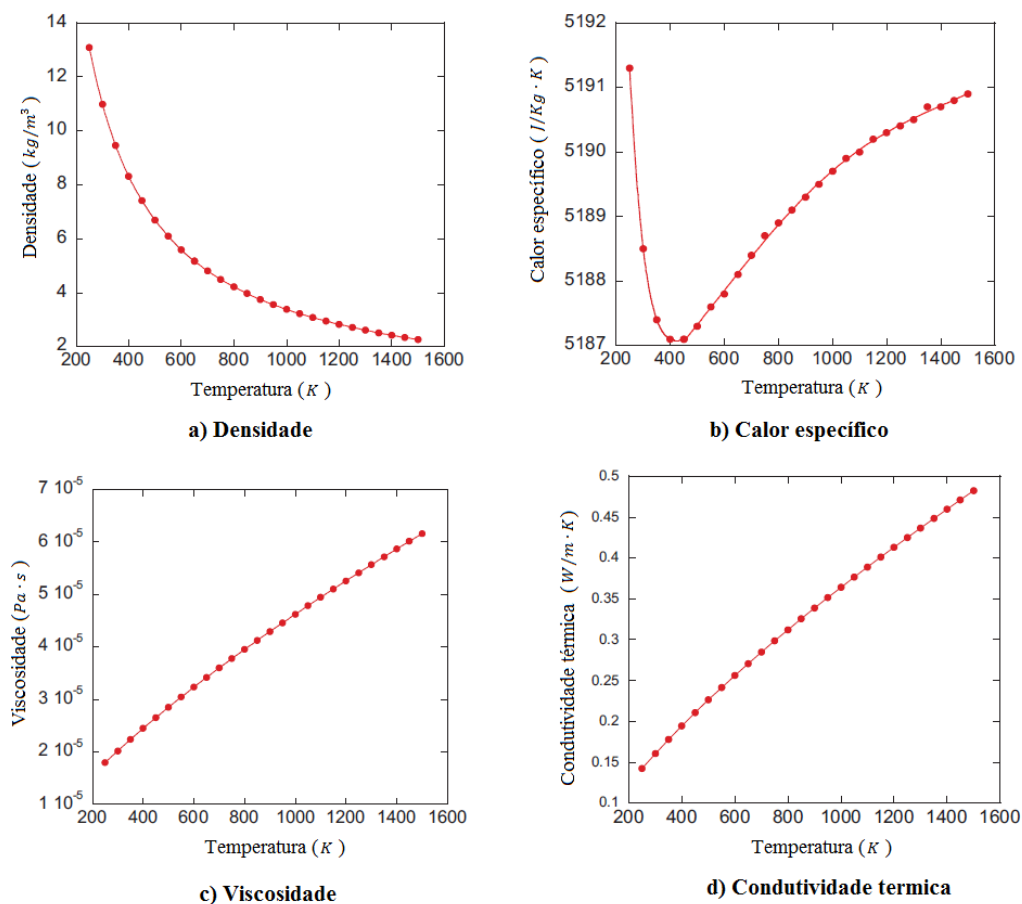 14
12
10
8
6
4
2
200 400 600 800 1000 1200 1400 1600
Densidade ( kg/m³ )
Temperatura ( K )
a) Densidade
5192
5191
5190
5189
5188
5187
200 400 600 800 1000 1200 1400 1600
Calor específico ( J/Kg · K )
Temperatura ( K )
b) Calor específico
7 10⁻⁵
6 10⁻⁵
5 10⁻⁵
4 10⁻⁵
3 10⁻⁵
2 10⁻⁵
1 10⁻⁵
200 400 600 800 1000 1200 1400 1600
Viscosidade ( Pa · s )
Temperatura ( K )
c) Viscosidade
0.5
0.45
0.4
0.35
0.3
0.25
0.2
0.15
0.1
200 400 600 800 1000 1200 1400 1600
Condutividade térmica ( W/m · K )
Temperatura ( K )
d) Condutividade termica